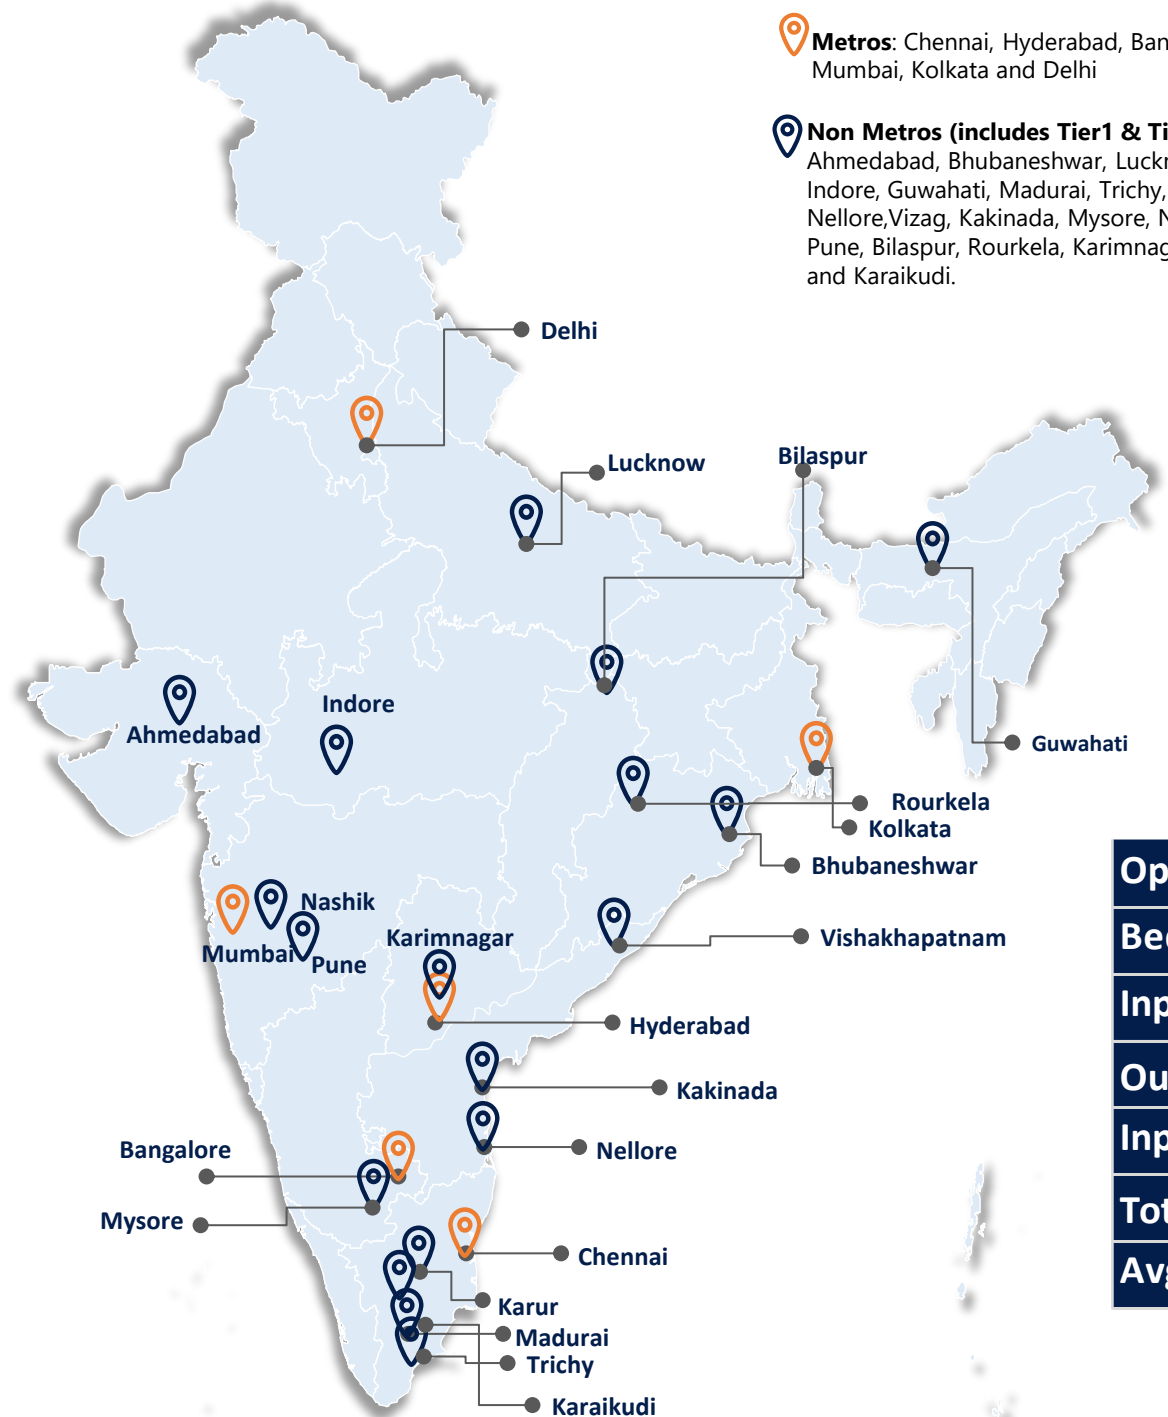 Metros: Chennai, Hyderabad, Ban
Mumbai, Kolkata and Delhi
Non Metros (includes Tier1 & Ti
Ahmedabad, Bhubaneshwar, Luckn
Indore, Guwahati, Madurai, Trichy,
Nellore,Vizag, Kakinada, Mysore, N
Pune, Bilaspur, Rourkela, Karimnag
and Karaikudi.
Delhi
Lucknow
Bilaspur
Indore
Ahmedabad
Guwahati
Rourkela
Kolkata
Bhubaneshwar
Nashik
Mumbai
Pune
Karimnagar
Vishakhapatnam
Hyderabad
Kakinada
Bangalore
Nellore
Mysore
Chennai
Karur
Madurai
Trichy
Karaikudi
Op
Bec
Inp
Ou
Inp
Tot
Avg